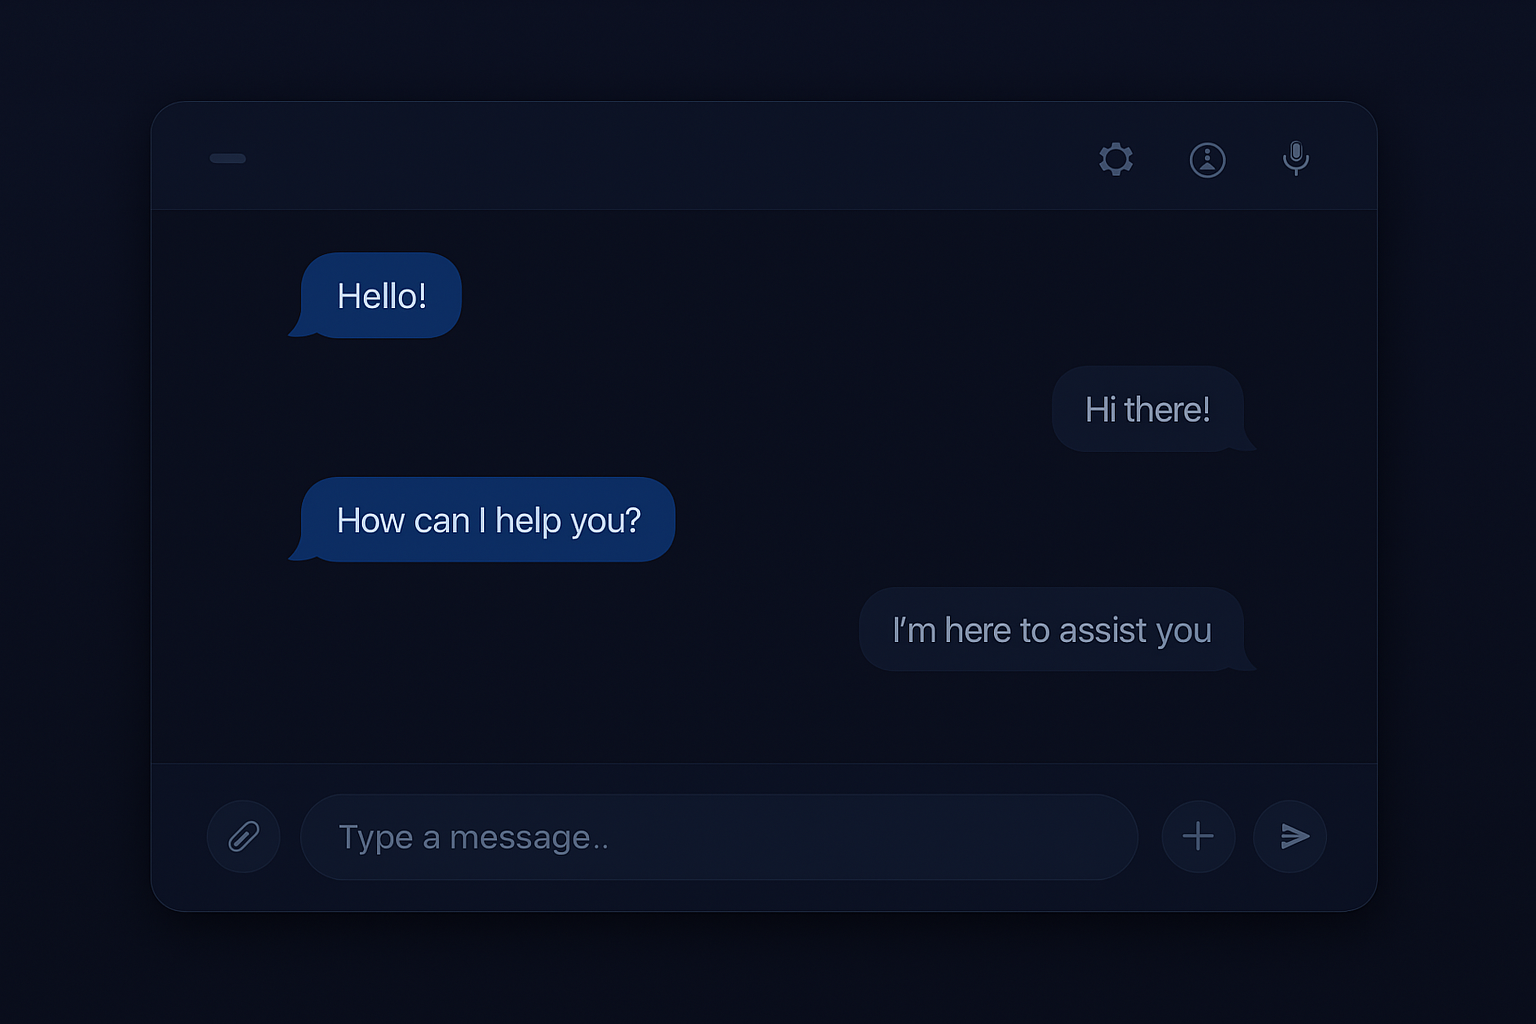 Hello!
Hi there!
How can I help you?
I'm here to assist you
Type a message..